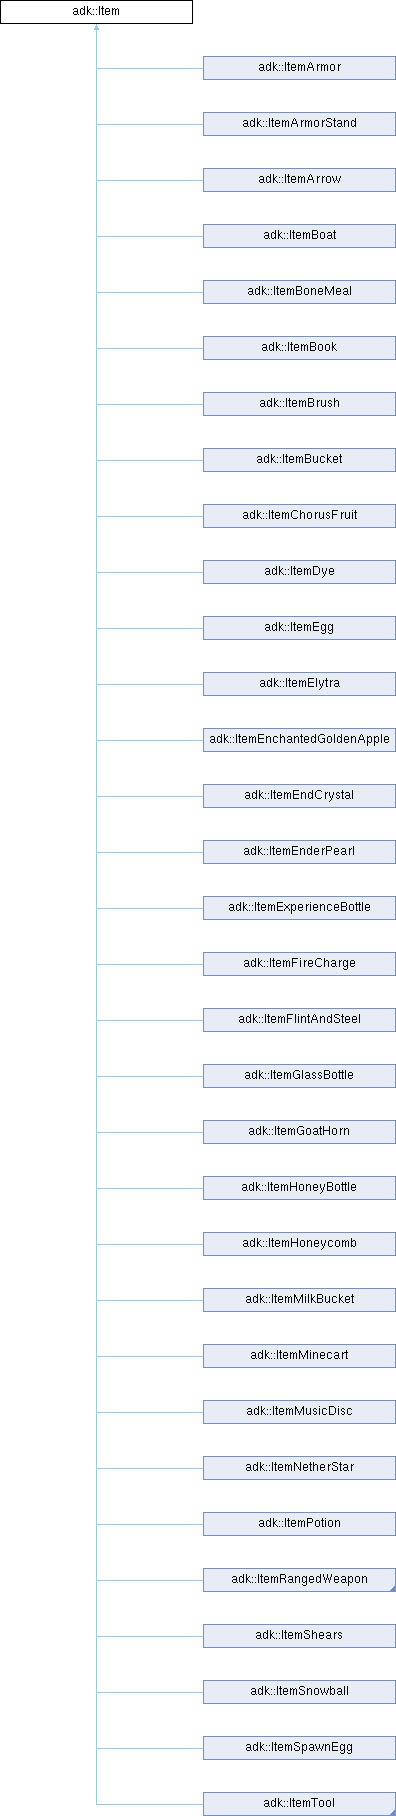 adk::Item
adk::ItemArmor
adk::ItemArmorStand
adk::ItemArrow
adk::ItemBoat
adk::ItemBoneMeal
adk::ItemBook
adk::ItemBrush
adk::ItemBucket
adk::ItemChorusFruit
adk::ItemDye
adk::ItemEgg
adk::ItemElytra
adk::ItemEnchantedGoldenApple
adk::ItemEndCrystal
adk::ItemEnderPearl
adk::ItemExperienceBottle
adk::ItemFireCharge
adk::ItemFlintAndSteel
adk::ItemGlassBottle
adk::ItemGoatHorn
adk::ItemHoneyBottle
adk::ItemHoneycomb
adk::ItemMilkBucket
adk::ItemMinecart
adk::ItemMusicDisc
adk::ItemNetherStar
adk::ItemPotion
adk::ItemRangedWeapon
adk::ItemShears
adk::ItemSnowball
adk::ItemSpawnEgg
adk::ItemTool